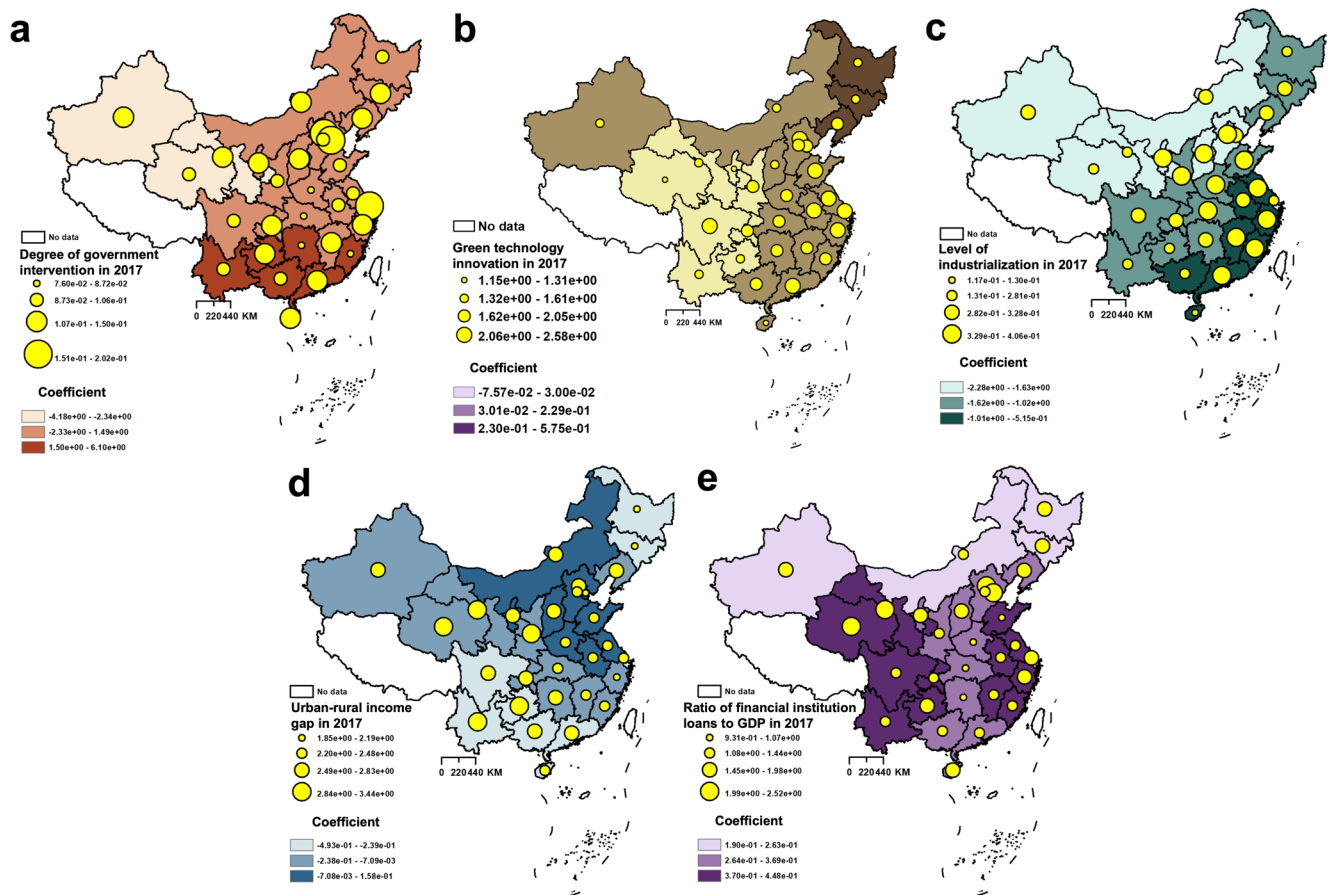 a
No data
Degree of government
intervention in 2017
7.60e-02 - 8.72e-02
8.73e-02 - 1.06e-01
1.07e-01 - 1.50e-01
1.51e-01 - 2.02e-01
0 220440 KM
Coefficient
-4.18e+00 - -2.34e+00
-2.33e+00 - 1.49e+00
1.50e+00 - 6.10e+00
b
No data
Green technology
innovation in 2017
1.15e+00 - 1.31e+00
1.32e+00 - 1.61e+00
1.62e+00 - 2.05e+00
2.06e+00 - 2.58e+00
0 220 440 KM
Coefficient
-7.57e-02 - 3.00e-02
3.01e-02 - 2.29e-01
2.30e-01 - 5.75e-01
c
No data
Level of
industrialization in 2017
1.17e-01 - 1.30e-01
1.31e-01 - 2.81e-01
2.82e-01 - 3.28e-01
3.29e-01 - 4.06e-01
0 220440 KM
Coefficient
-2.28e+00 - -1.63e+00
-1.62e+00 - -1.02e+00
-1.01e+00 - -5.15e-01
d
No data
Urban-rural income
gap in 2017
1.85e+00 - 2.19e+00
2.20e+00 - 2.48e+00
2.49e+00 - 2.83e+00
2.84e+00 - 3.44e+00
0 220440 KM
Coefficient
-4.93e-01 - -2.39e-01
-2.38e-01 - -7.09e-03
-7.08e-03 - 1.58e-01
e
No data
Ratio of financial institution
loans to GDP in 2017
9.31e-01 - 1.07e+00
1.08e+00 - 1.44e+00
1.45e+00 - 1.98e+00
1.99e+00 - 2.52e+00
0 220440 KM
Coefficient
1.90e-01 - 2.63e-01
2.64e-01 - 3.69e-01
3.70e-01 - 4.48e-01